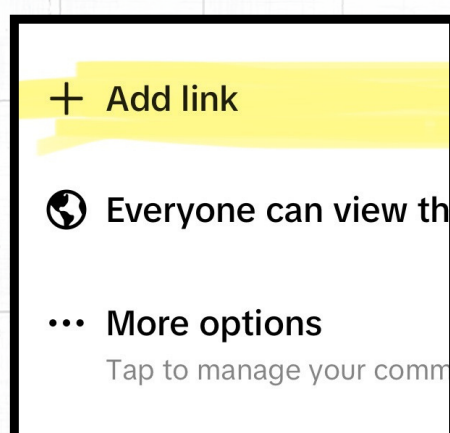 Add link
Everyone can view th
More options
Tap to manage your comm